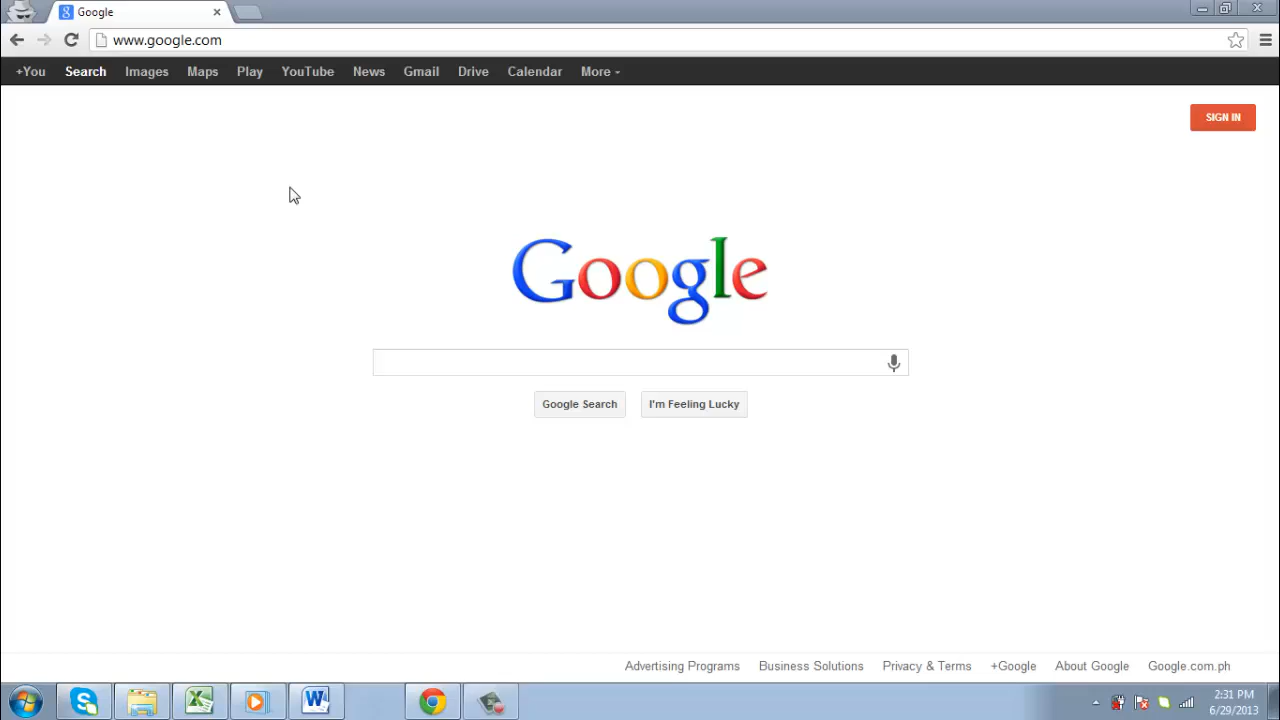 Google
www.google.com
+You Search Images Maps Play YouTube News Gmail Drive Calendar More
SIGN IN
Google
Google Search I'm Feeling Lucky
Advertising Programs Business Solutions Privacy & Terms +Google About Google Google.com.ph
2:31 PM
6/29/2013